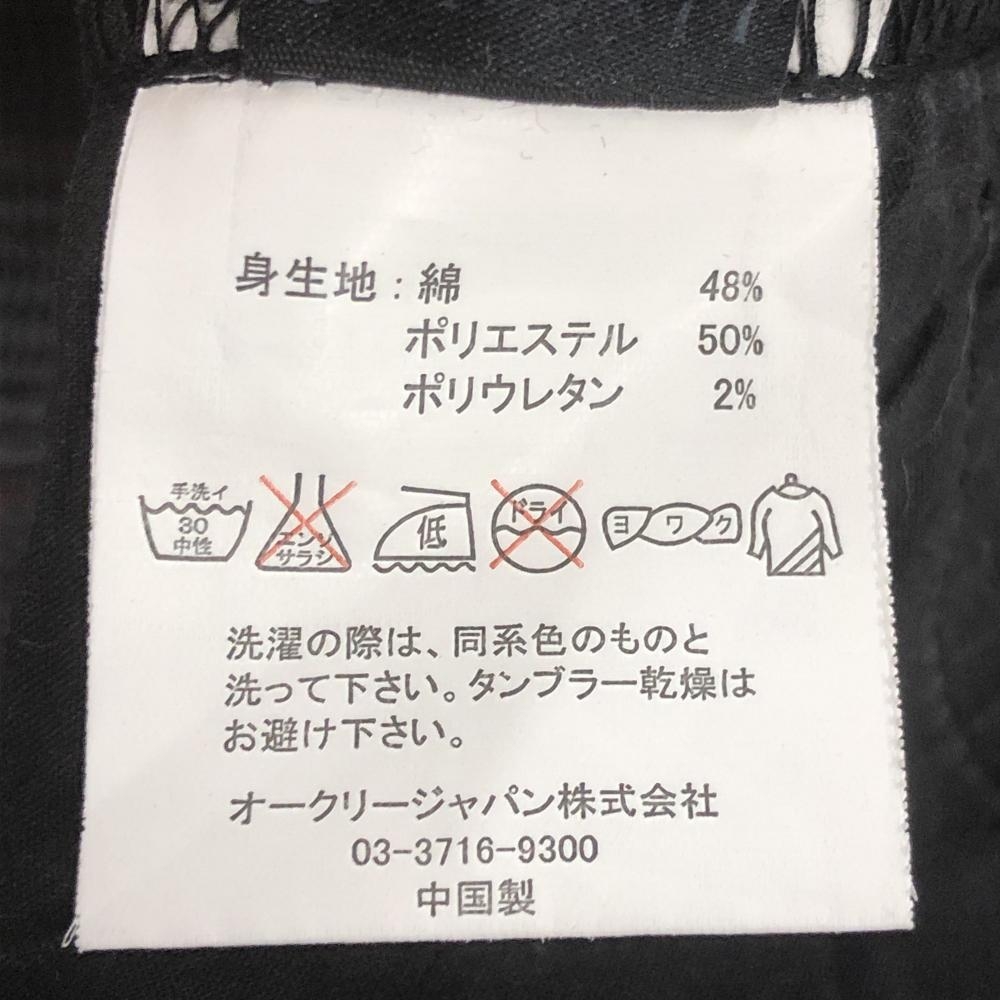 身生地：綿 48%
ポリエステル 50%
ポリウレタン 2%
手洗イ
30
中性
エンソ
サラシ
低
ドライ
ヨワク
洗濯の際は、同系色のものと
洗って下さい。タンブラー乾燥は
お避け下さい。
オークリージャパン株式会社
03-3716-9300
中国製